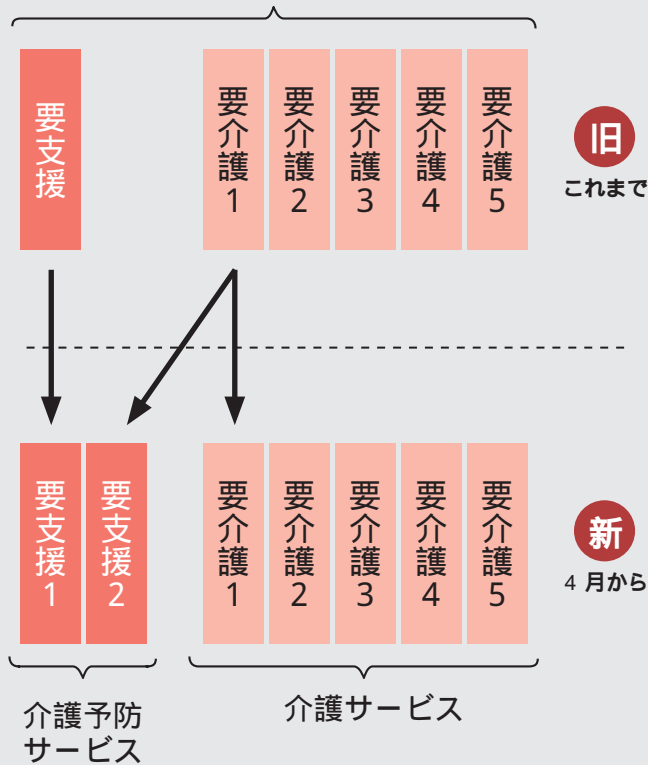 要支援
要介護1
要介護2
要介護3
要介護4
要介護5
旧
これまで
要支援1
要支援2
要介護1
要介護2
要介護3
要介護4
要介護5
新
4 月から
介護予防
サービス
介護サービス